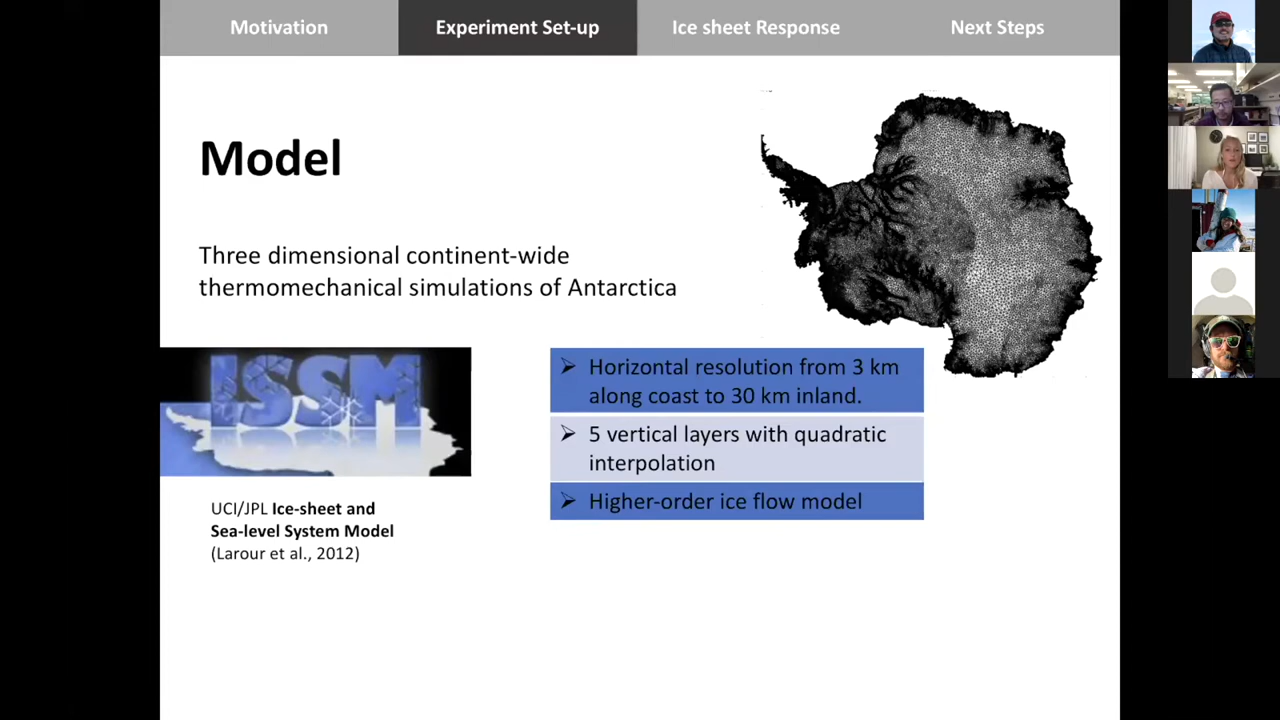 Motivation
Experiment Set-up
Ice sheet Response
Next Steps
Model
Three dimensional continent-wide
thermomechanical simulations of Antarctica
ISSM
UCI/JPL Ice-sheet and
Sea-level System Model
(Larour et al., 2012)
➢ Horizontal resolution from 3 km
along coast to 30 km inland.
➢ 5 vertical layers with quadratic
interpolation
➢ Higher-order ice flow model